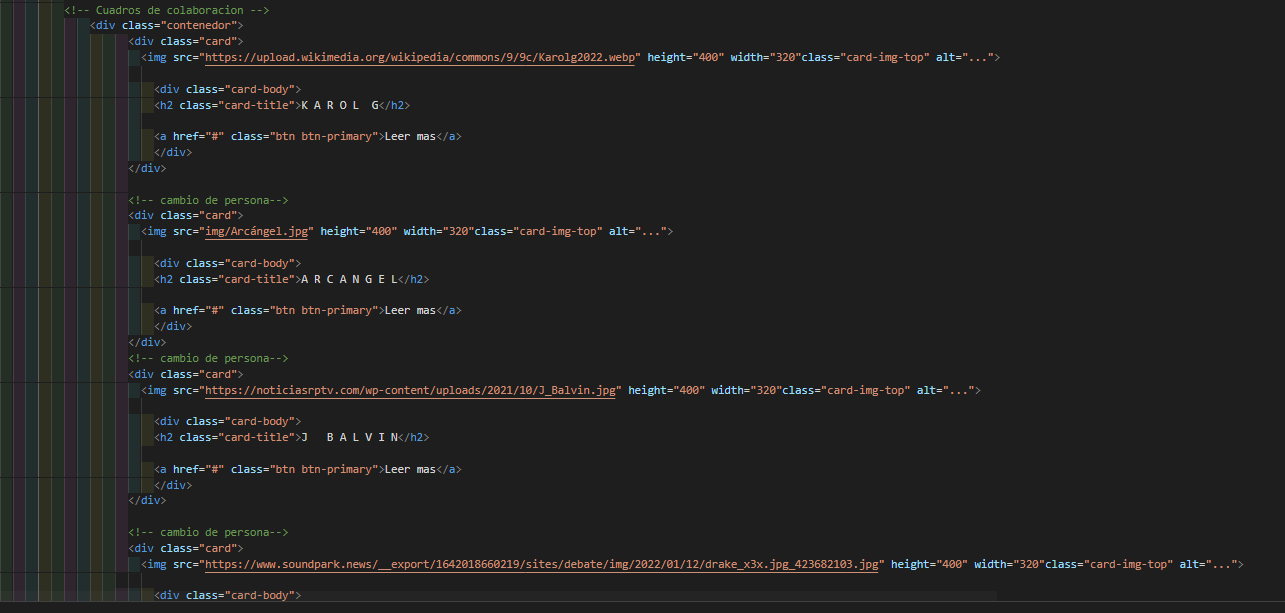 <!-- Cuadros de colaboracion -->
<div class="contenedor">
<div class="card">
<img src="https://upload.wikimedia.org/wikipedia/commons/9/9c/Karolg2022.webp" height="400" width="320"class="card-img-top" alt="...">
<div class="card-body">
<h2 class="card-title">K A R O L  G</h2>
<a href="#" class="btn btn-primary">Leer mas</a>
</div>
</div>
<!-- cambio de persona-->
<div class="card">
<img src="img/Arcángel.jpg" height="400" width="320"class="card-img-top" alt="...">
<div class="card-body">
<h2 class="card-title">A R C A N G E L</h2>
<a href="#" class="btn btn-primary">Leer mas</a>
</div>
</div>
<!-- cambio de persona-->
<div class="card">
<img src="https://noticiasrptv.com/wp-content/uploads/2021/10/J_Balvin.jpg" height="400" width="320"class="card-img-top" alt="...">
<div class="card-body">
<h2 class="card-title">J   B A L V I N</h2>
<a href="#" class="btn btn-primary">Leer mas</a>
</div>
</div>
<!-- cambio de persona-->
<div class="card">
<img src="https://www.soundpark.news/__export/1642018660219/sites/debate/img/2022/01/12/drake_x3x.jpg_423682103.jpg" height="400" width="320"class="card-img-top" alt="...">
<div class="card-body">